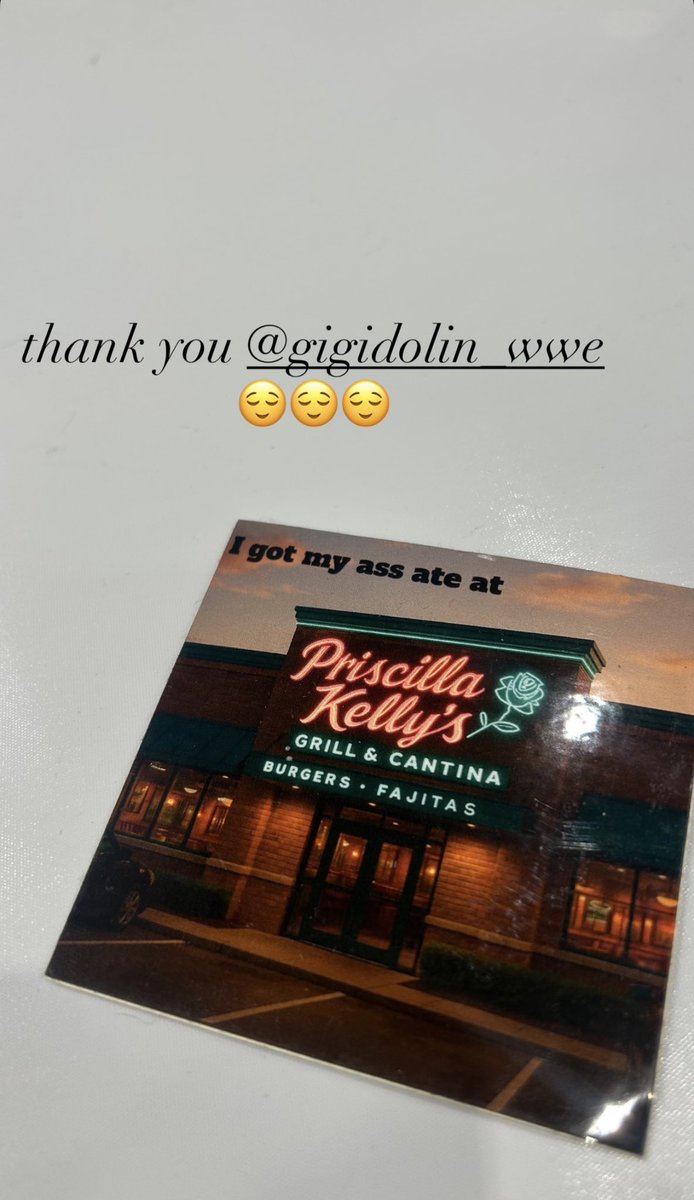 thank you @gigidolin_wwe
I got my ass ate at
Priscilla
Kelly's
GRILL & CANTINA
BURGERS • FAJITAS